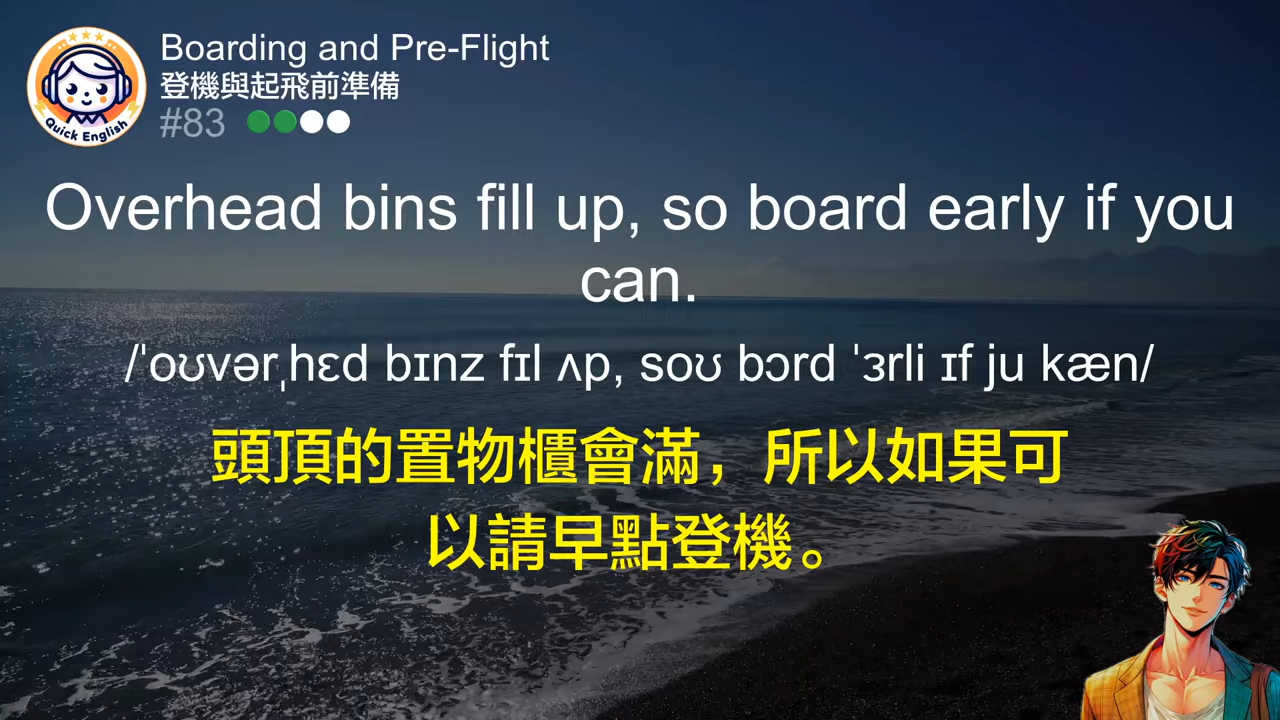 Quick English
Boarding and Pre-Flight
登機與起飛前準備
#83
Overhead bins fill up, so board early if you
can.
/ˈoʊvərˌhɛd bɪnz fɪl ʌp, soʊ bɔrd ˈɜrli ɪf ju kæn/
頭頂的置物櫃會滿，所以如果可
以請早點登機。